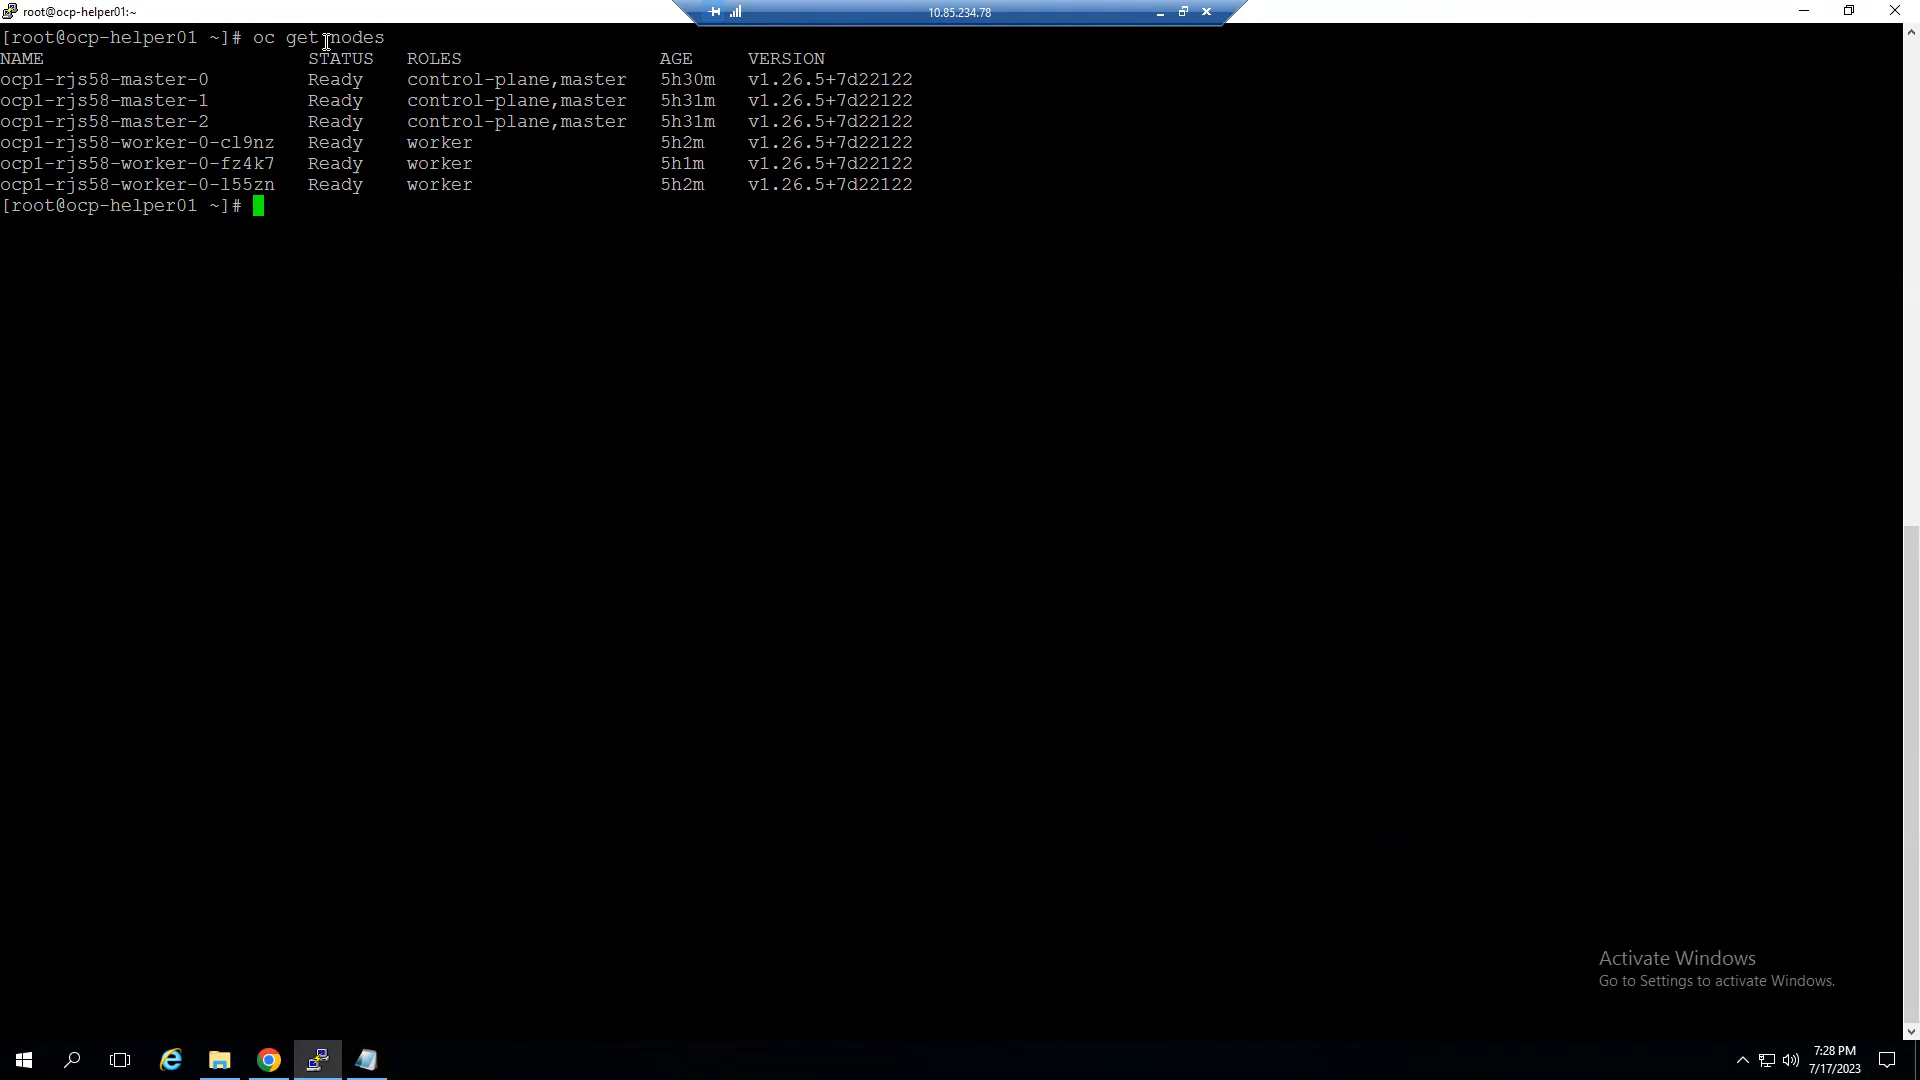 root@ocp-helper01:~
10.85.234.78
[root@ocp-helper01 ~]# oc get nodes
NAME STATUS ROLES AGE VERSION
ocp1-rjs58-master-0 Ready control-plane,master 5h30m v1.26.5+7d22122
ocp1-rjs58-master-1 Ready control-plane,master 5h31m v1.26.5+7d22122
ocp1-rjs58-master-2 Ready control-plane,master 5h31m v1.26.5+7d22122
ocp1-rjs58-worker-0-cl9nz Ready worker 5h2m v1.26.5+7d22122
ocp1-rjs58-worker-0-fz4k7 Ready worker 5h1m v1.26.5+7d22122
ocp1-rjs58-worker-0-l55zn Ready worker 5h2m v1.26.5+7d22122
[root@ocp-helper01 ~]#
Activate Windows
Go to Settings to activate Windows.
7:28 PM
7/17/2023